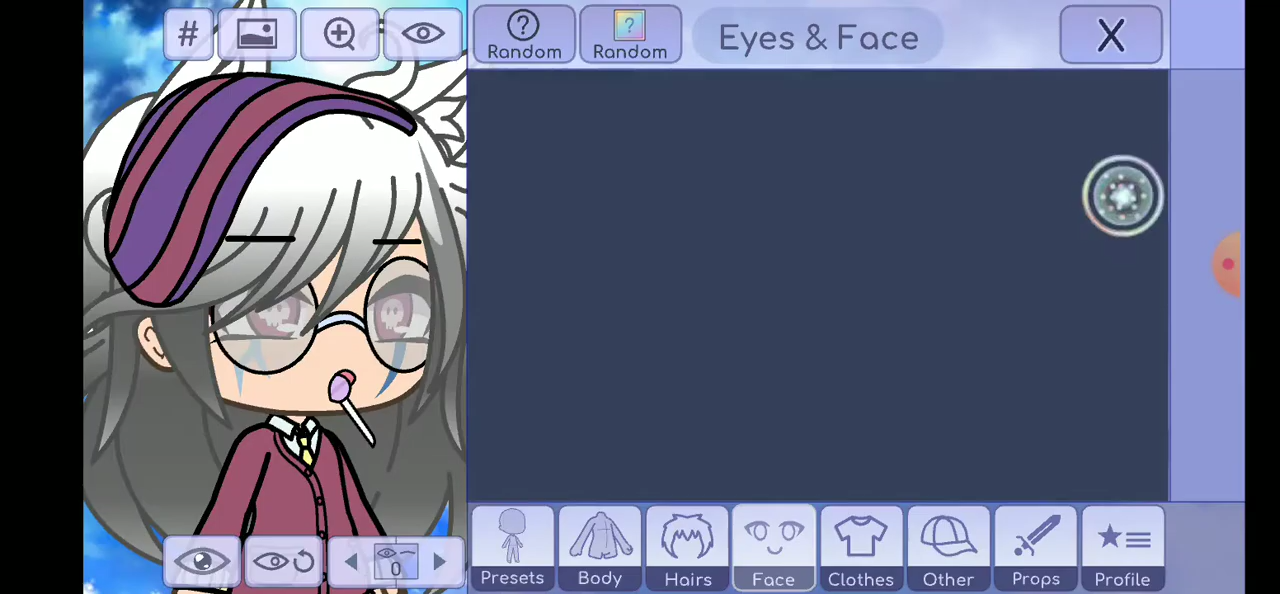 #
?
Random
?
Random
Eyes & Face
X
0
Presets
Body
Hairs
Face
Clothes
Other
Props
Profile